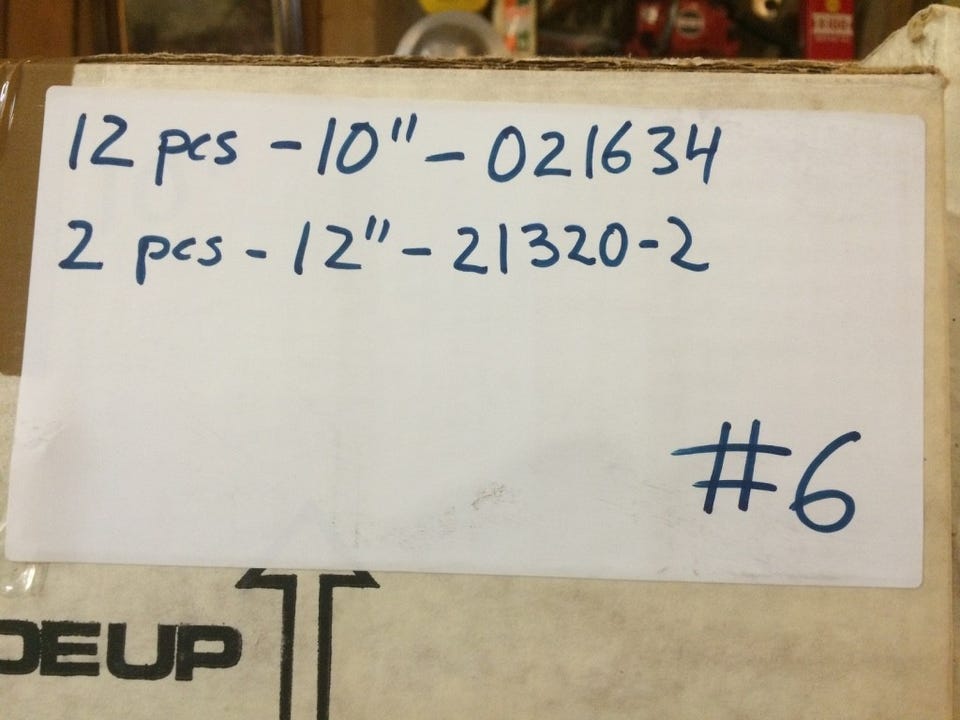 12 pcs - 10" - 021634
2 pcs - 12" - 21320-2
#6
DEUP